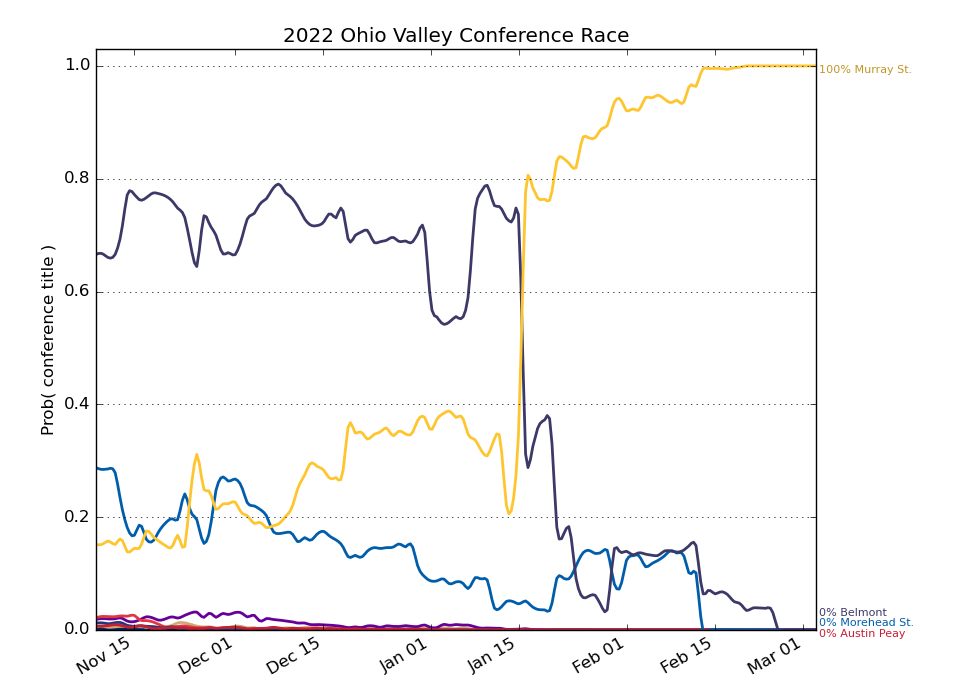 2022 Ohio Valley Conference Race
1.0
0.8
0.6
0.4
0.2
0.0
Prob( conference title )
100% Murray St.
0% Belmont
0% Morehead St.
0% Austin Peay
Nov 15
Dec 01
Dec 15
Jan 01
Jan 15
Feb 01
Feb 15
Mar 01